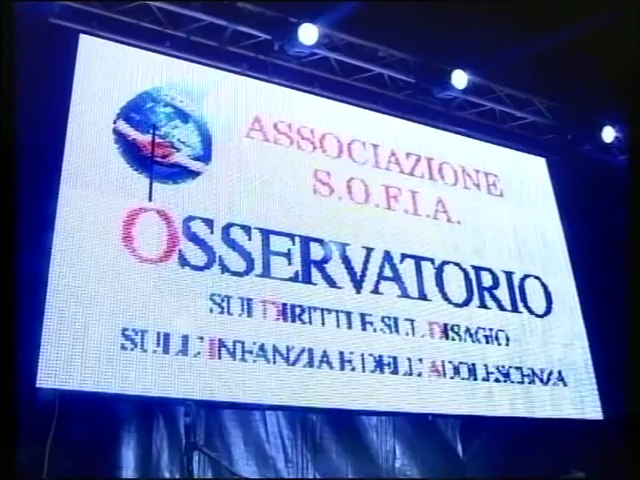 ASSOCIAZIONE
S.O.F.I.A.
OSSERVATORIO
SUI DIRITTI E SUL DISAGIO
SULL'INFANZIA E DELL'ADOLESCENZA